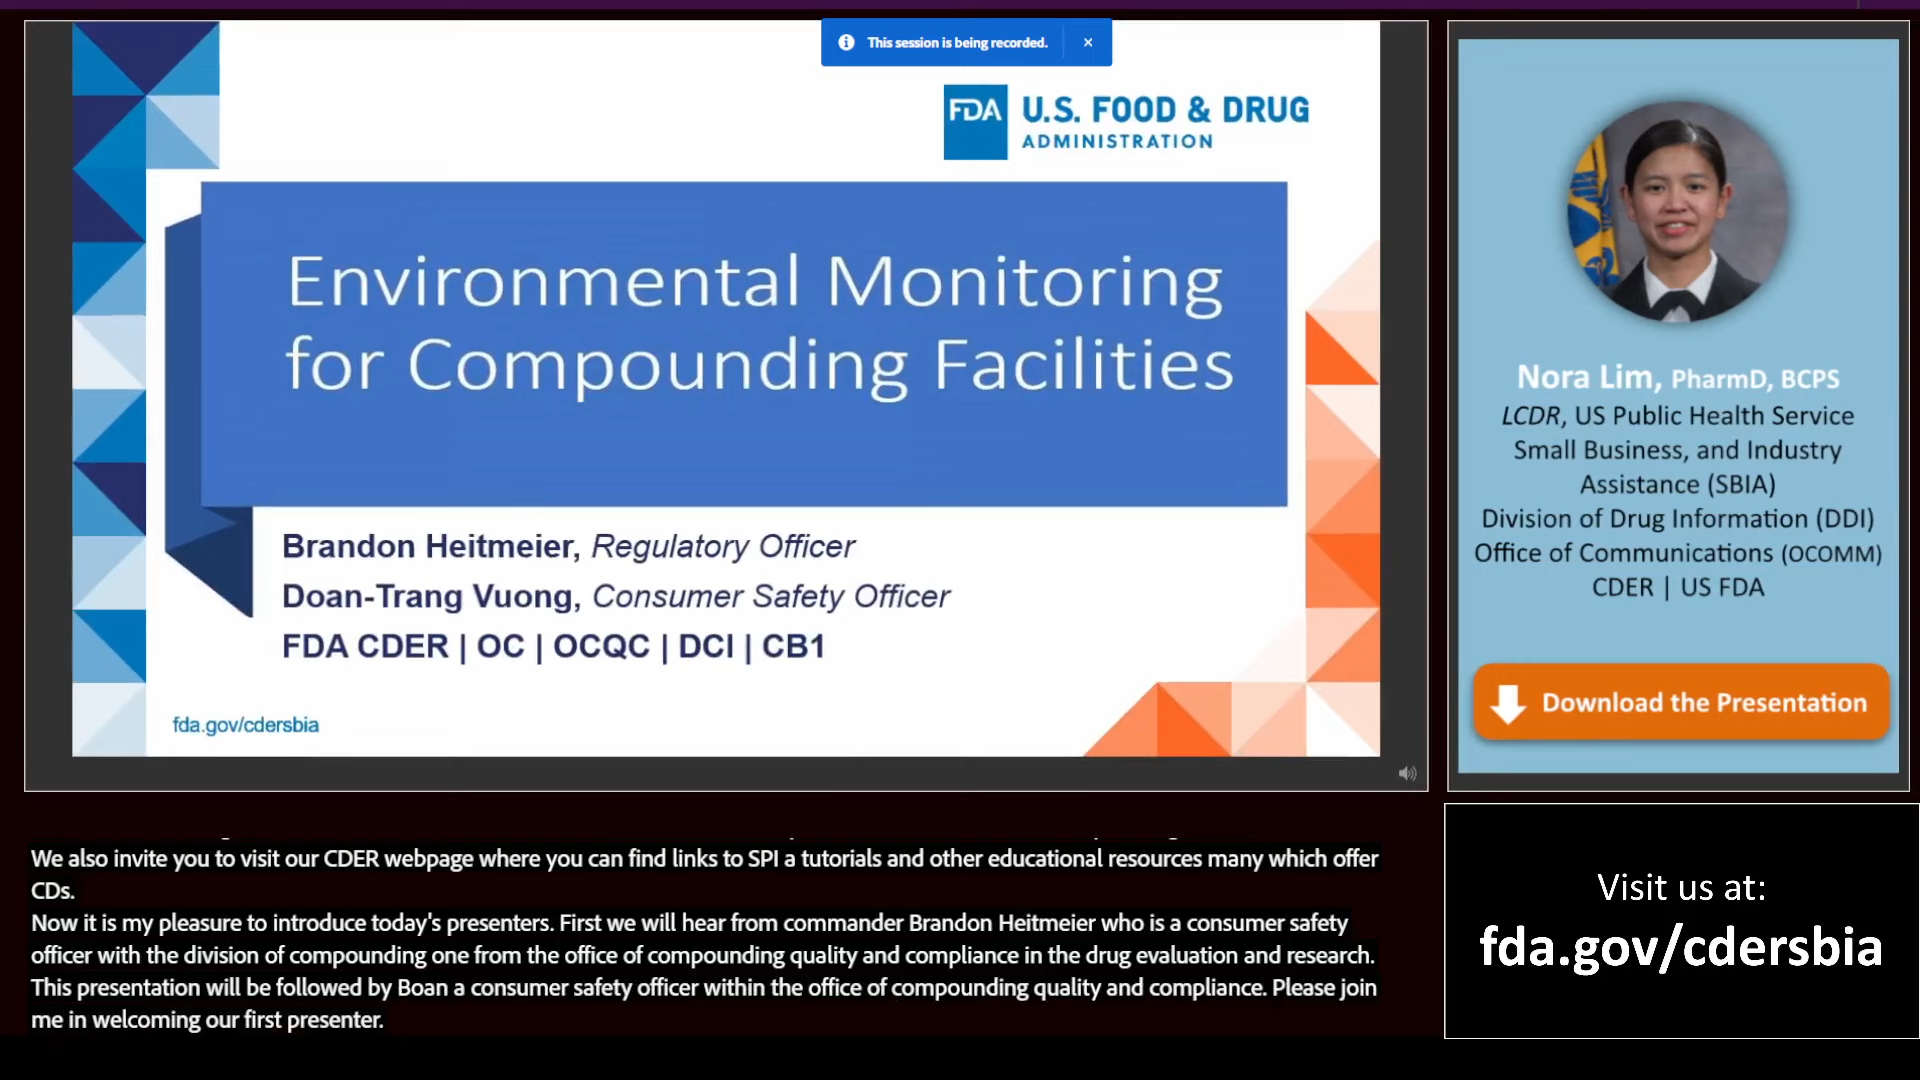 This session is being recorded.
FDA
U.S. FOOD & DRUG
ADMINISTRATION
Environmental Monitoring
for Compounding Facilities
Brandon Heitmeier, Regulatory Officer
Doan-Trang Vuong, Consumer Safety Officer
FDA CDER | OC | OCQC | DCI | CB1
fda.gov/cdersbia
Nora Lim, PharmD, BCPS
LCDR, US Public Health Service
Small Business, and Industry
Assistance (SBIA)
Division of Drug Information (DDI)
Office of Communications (OCOMM)
CDER | US FDA
Download the Presentation
We also invite you to visit our CDER webpage where you can find links to SPI a tutorials and other educational resources many which offer
CDs.
Now it is my pleasure to introduce today's presenters. First we will hear from commander Brandon Heitmeier who is a consumer safety
officer with the division of compounding one from the office of compounding quality and compliance in the drug evaluation and research.
This presentation will be followed by Boan a consumer safety officer within the office of compounding quality and compliance. Please join
me in welcoming our first presenter.
Visit us at:
fda.gov/cdersbia